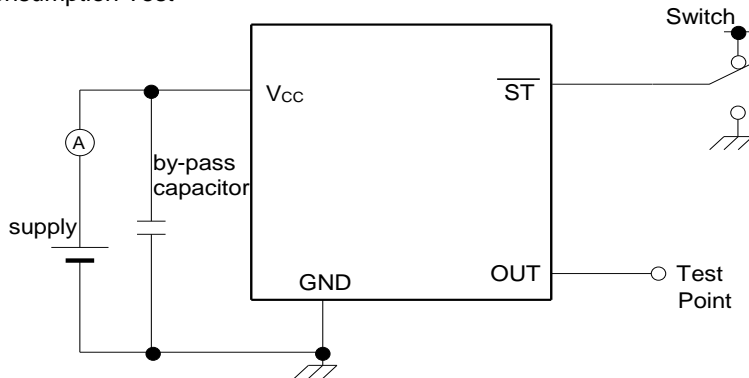 Switch
VCC
ST
A
by-pass
capacitor
supply
GND
OUT
Test
Point